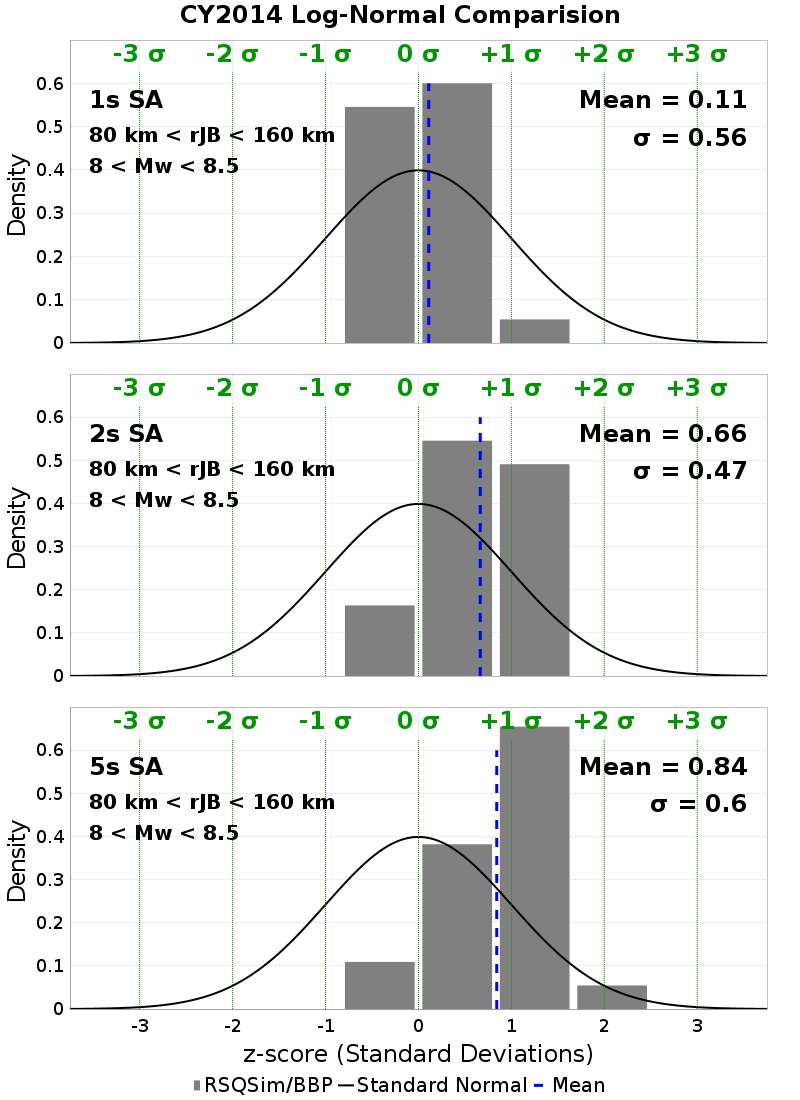 CY2014 Log-Normal Comparision
-3 σ -2 σ -1 σ 0 σ +1 σ +2 σ +3 σ
1s SA
80 km < rJB < 160 km
8 < Mw < 8.5
Mean = 0.11
σ = 0.56
Density
0.6
0.5
0.4
0.3
0.2
0.1
0
-3 σ -2 σ -1 σ 0 σ +1 σ +2 σ +3 σ
2s SA
80 km < rJB < 160 km
8 < Mw < 8.5
Mean = 0.66
σ = 0.47
Density
0.6
0.5
0.4
0.3
0.2
0.1
0
-3 σ -2 σ -1 σ 0 σ +1 σ +2 σ +3 σ
5s SA
80 km < rJB < 160 km
8 < Mw < 8.5
Mean = 0.84
σ = 0.6
Density
0.6
0.5
0.4
0.3
0.2
0.1
0
-3 -2 -1 0 1 2 3
z-score (Standard Deviations)
RSQSim/BBP Standard Normal Mean